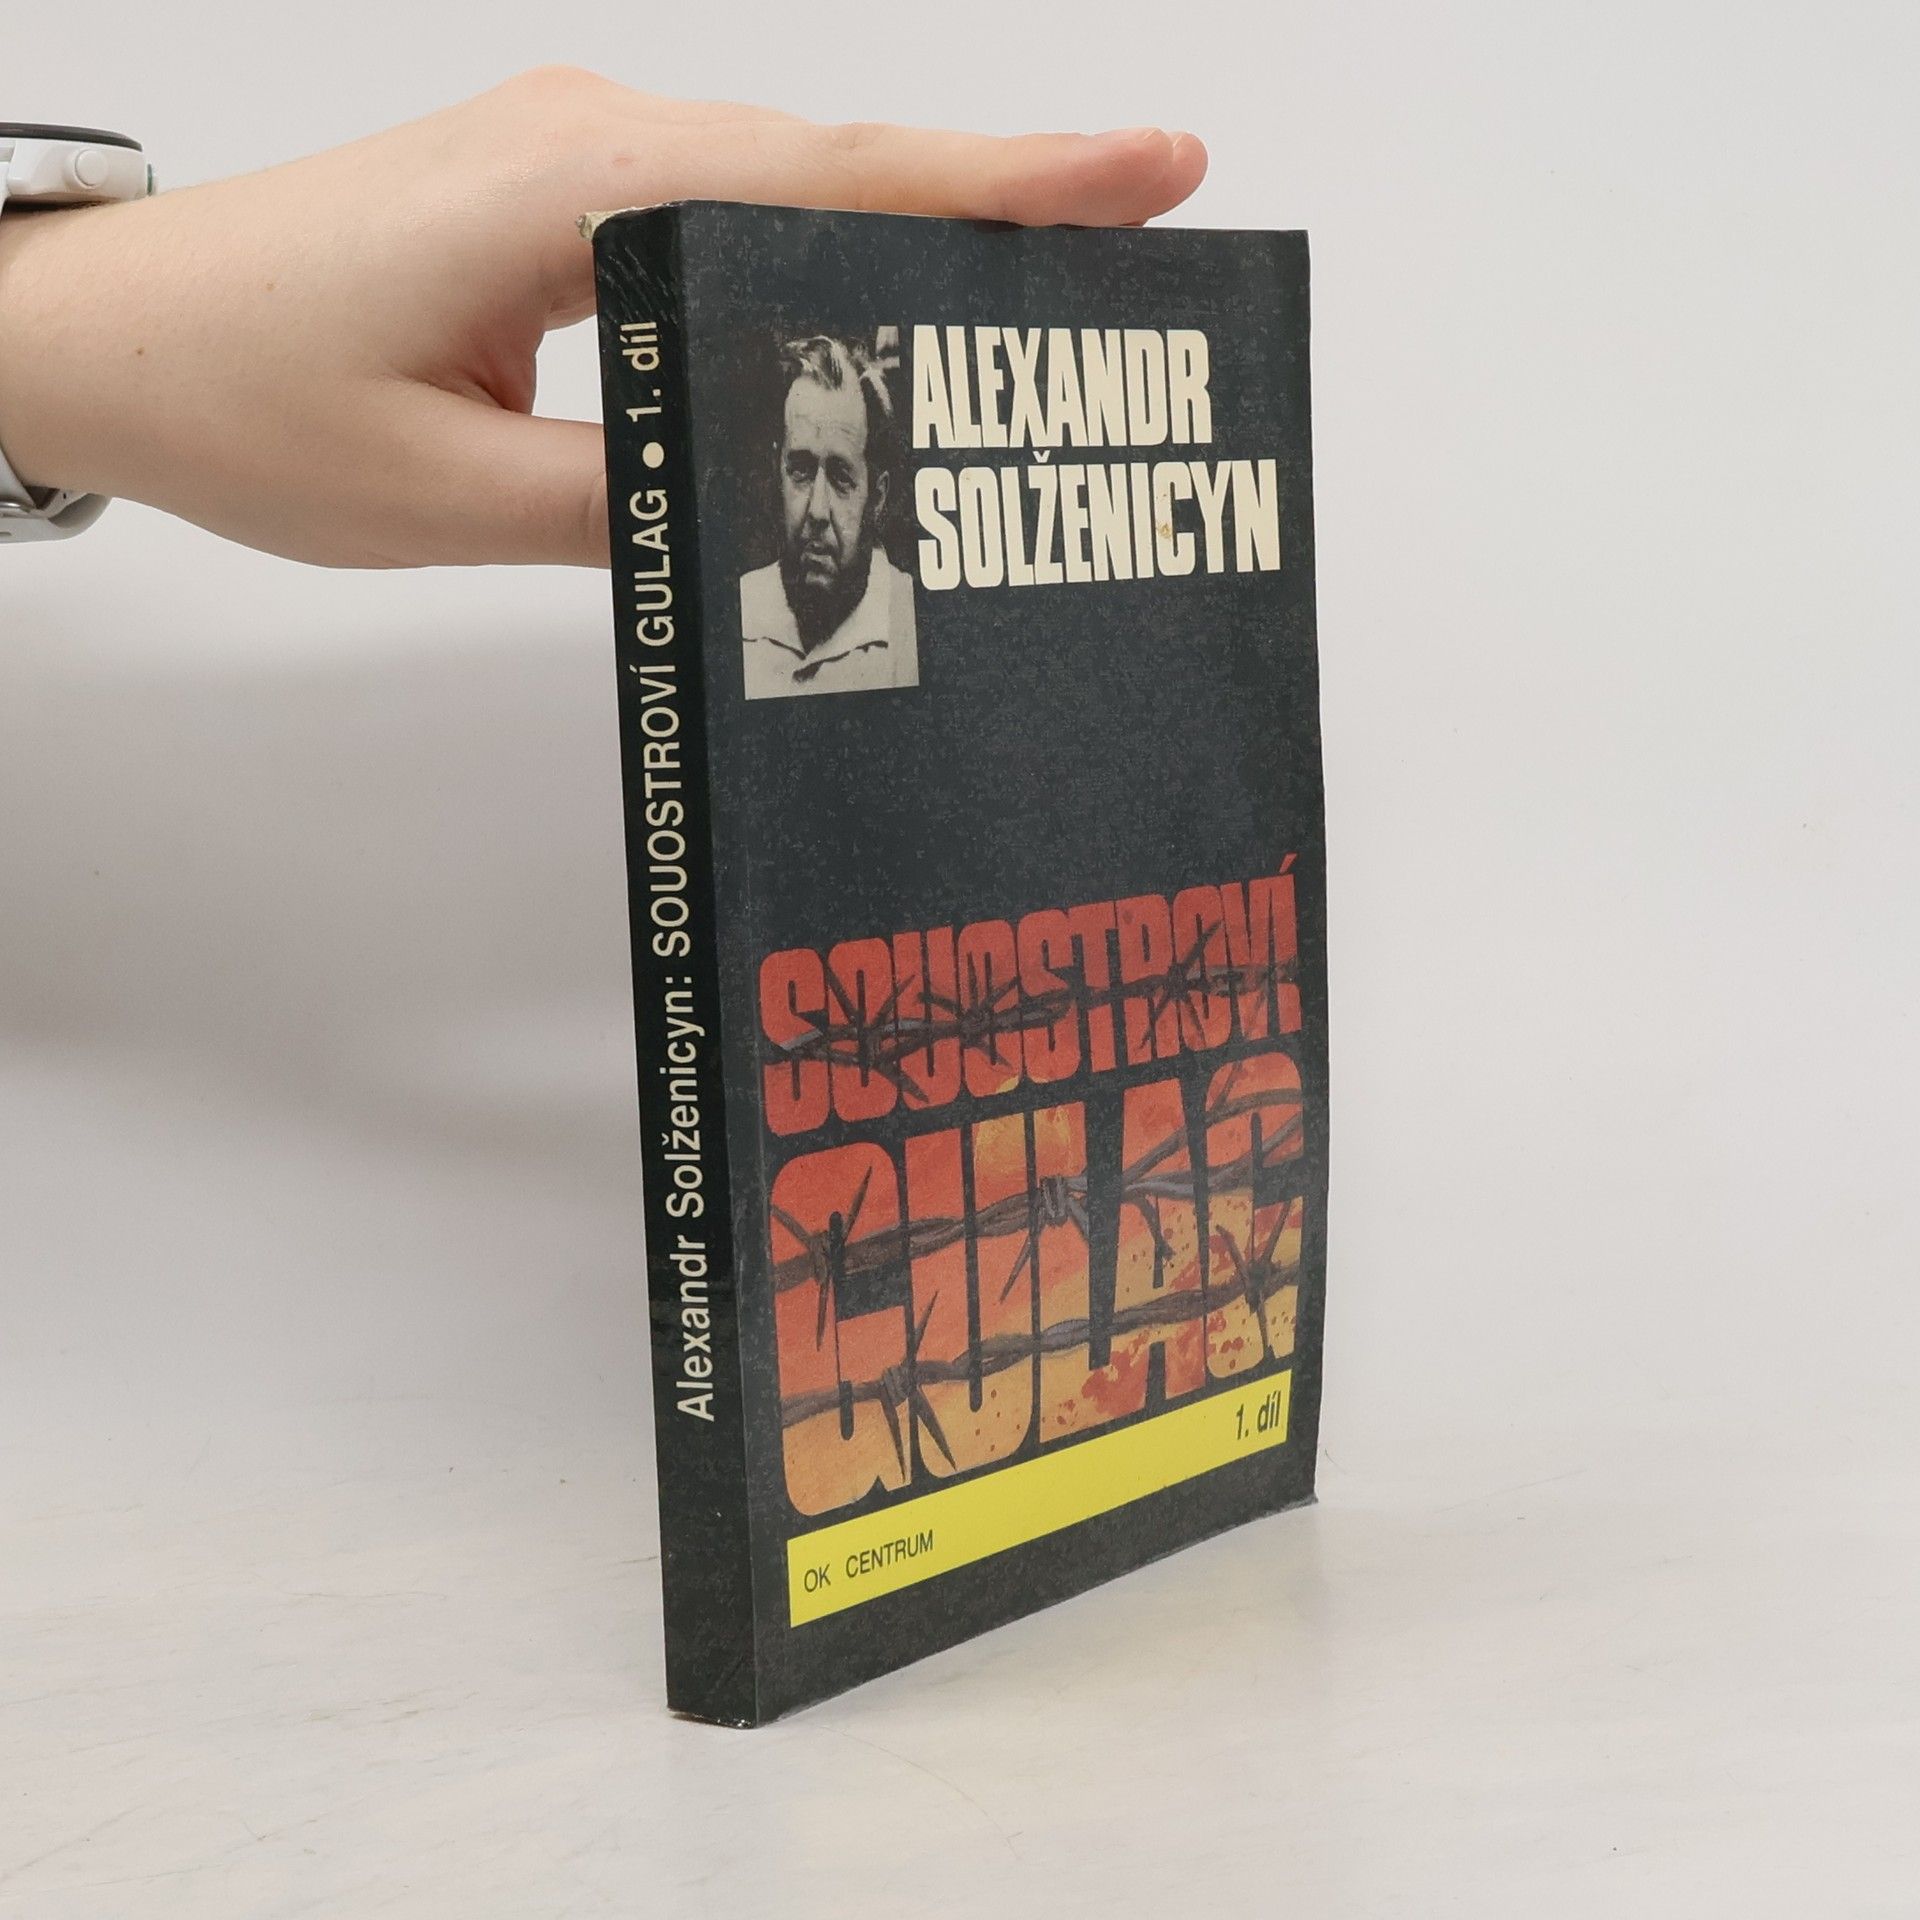 Alexandr Solženicyn: SOUOSTROVÍ GULAG • 1. díl
ALEXANDR
SOLŽENICYN
SOUOSTROVÍ
GULAG
1. díl
OK CENTRUM